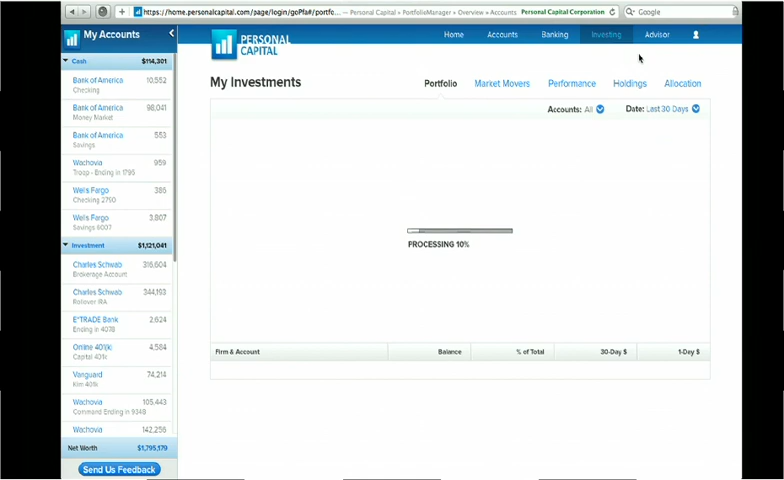 https://home.personalcapital.com/page/login/goPfa#/portfo... — Personal Capital » PortfolioManager » Overview » Accounts Personal Capital Corporation
Google
My Accounts
PERSONAL
CAPITAL
Home
Accounts
Banking
Investing
Advisor
Cash $114,301
Bank of America 10,552
Checking
Bank of America 98,041
Money Market
Bank of America 553
Savings
Wachovia 959
Ending in 1795
Wells Fargo 385
Checking 2750
Wells Fargo 3,807
Savings 6007
Investment $1,121,041
Charles Schwab 316,604
Brokerage Account
Charles Schwab 344,193
Rollover IRA
E*TRADE Bank 2,624
Ending in 4078
Online 401(k) 4,584
Capital 401k
Vanguard 74,214
Kim 401k
Wachovia 105,443
Command Ending in 9348
Wachovia 142,256
Net Worth $1,795,179
Send Us Feedback
My Investments
Portfolio
Market Movers
Performance
Holdings
Allocation
Accounts: All
Date: Last 30 Days
PROCESSING 10%
Firm & Account
Balance
% of Total
30-Day $
1-Day $